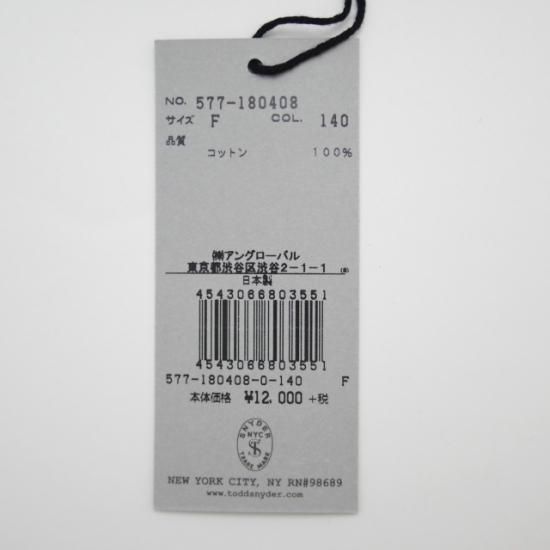 NO. 577-180408
サイズ F COL. 140
品質
コットン 100%
㈱アングローバル
東京都渋谷区渋谷2-1-1
日本製
4543066803551
4543066803551
577-180408-0-140 F
本体価格 ¥12,000 +税
SNYDER
NYC
TRADE MARK
NEW YORK CITY, NY RN#98689
www.toddsnyder.com